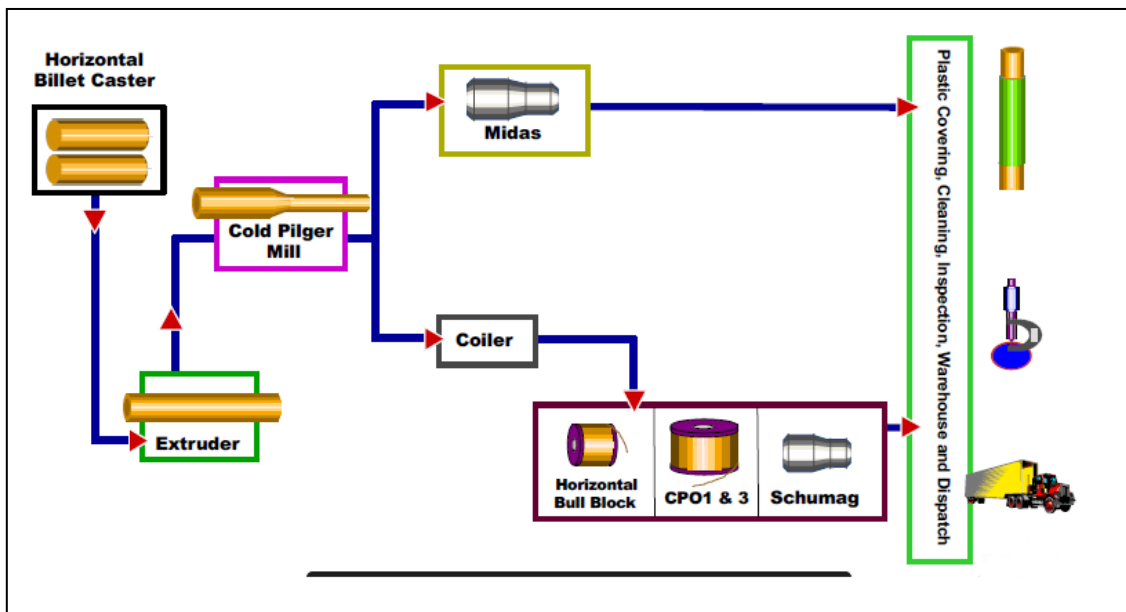 Horizontal
Billet Caster
Midas
Cold Pilger
Mill
Coiler
Extruder
Horizontal
Bull Block
CPO1 & 3
Schumag
Plastic Covering, Cleaning, Inspection, Warehouse and Dispatch